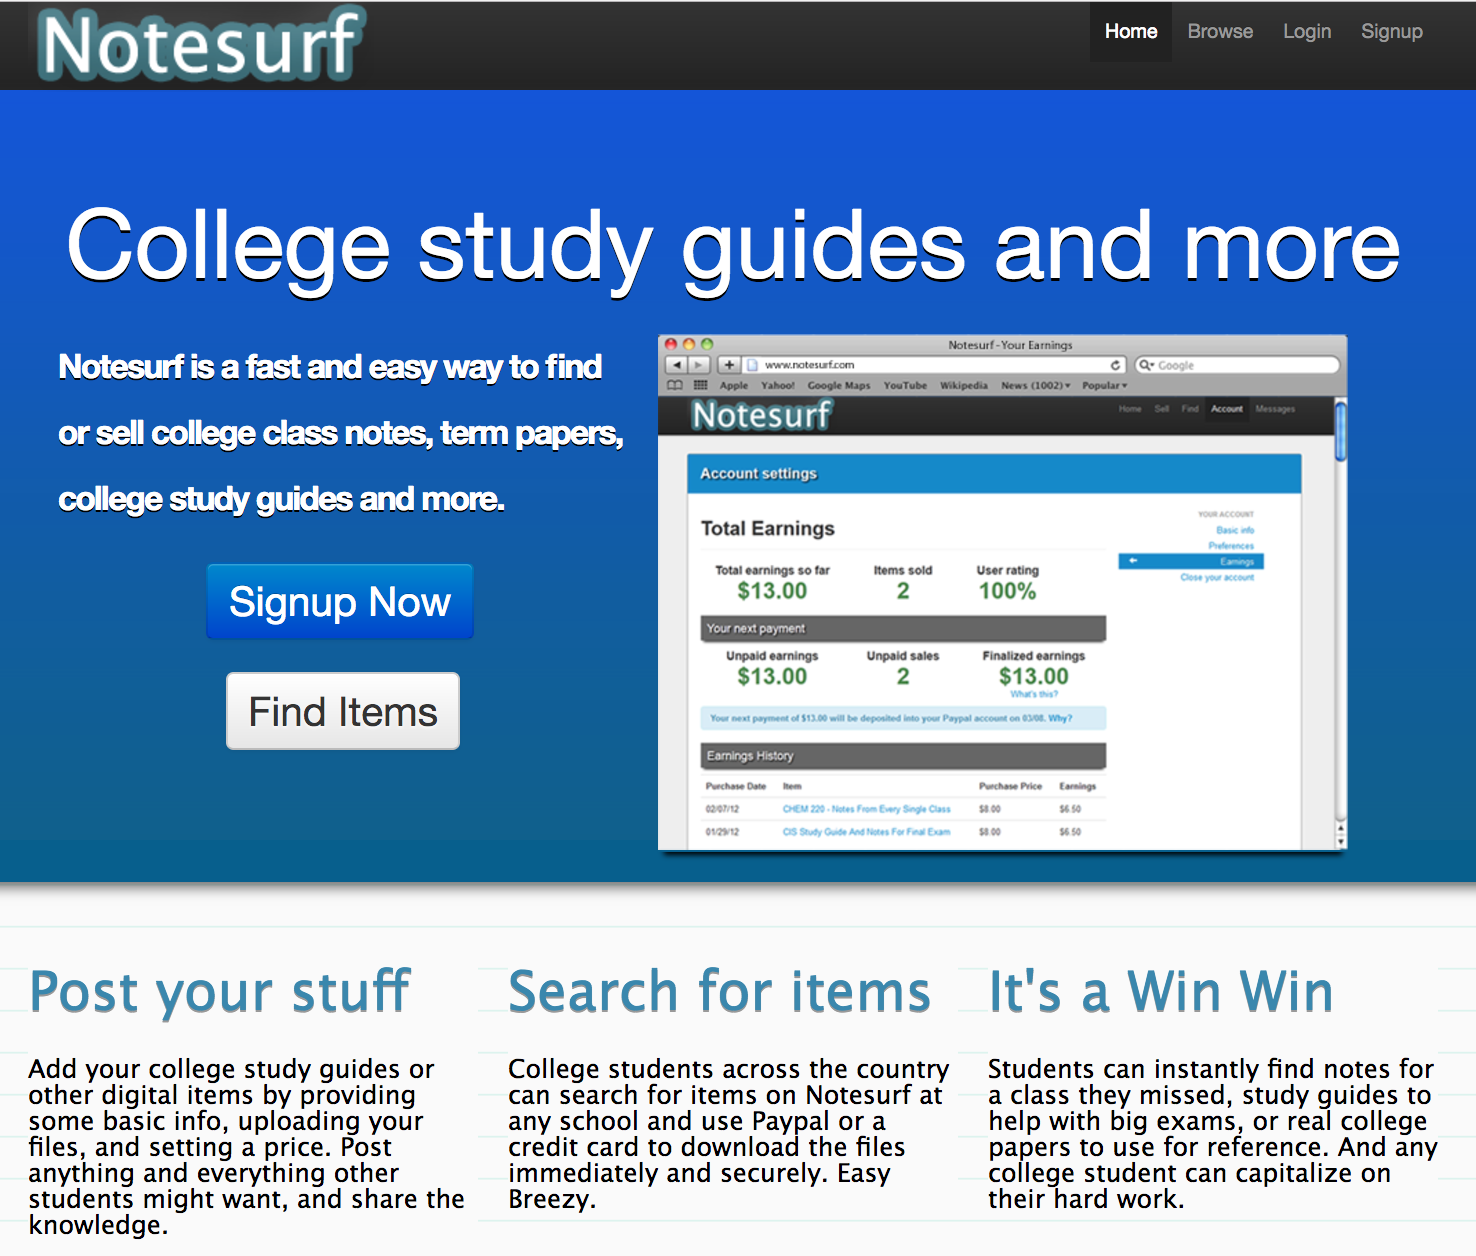 Notesurf
Home Browse Login Signup
College study guides and more
Notesurf is a fast and easy way to find
or sell college class notes, term papers,
college study guides and more.
Signup Now
Find Items
Notesurf - Your Earnings
www.notesurf.com
Google
Apple Yahoo! Google Maps YouTube Wikipedia News (1002) Popular
Notesurf
Home Sell Find Account Messages
Account settings
Total Earnings
Total earnings so far Items sold User rating
$13.00 2 100%
YOUR ACCOUNT
Basic info
Preferences
Earnings
Close your account
Your next payment
Unpaid earnings Unpaid sales Finalized earnings
$13.00 2 $13.00
What's this?
Your next payment of $13.00 will be deposited into your Paypal account on 03/08. Why?
Earnings History
Purchase Date Item Purchase Price Earnings
02/07/12 CHEM 220 - Notes From Every Single Class $8.00 $6.50
01/29/12 CIS Study Guide And Notes For Final Exam $8.00 $6.50
Post your stuff
Add your college study guides or
other digital items by providing
some basic info, uploading your
files, and setting a price. Post
anything and everything other
students might want, and share the
knowledge.
Search for items
College students across the country
can search for items on Notesurf at
any school and use Paypal or a
credit card to download the files
immediately and securely. Easy
Breezy.
It's a Win Win
Students can instantly find notes for
a class they missed, study guides to
help with big exams, or real college
papers to use for reference. And any
college student can capitalize on
their hard work.